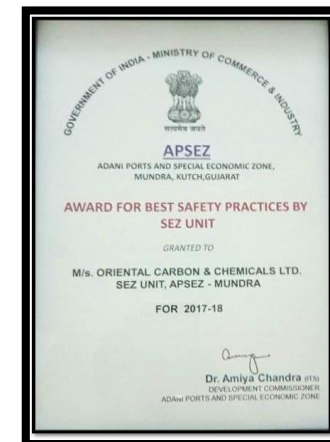 GOVERNMENT OF INDIA - MINISTRY OF COMMERCE & INDUSTRY
सत्यमेव जयते
APSEZ
ADANI PORTS AND SPECIAL ECONOMIC ZONE,
MUNDRA, KUTCH,GUJARAT
AWARD FOR BEST SAFETY PRACTICES BY
SEZ UNIT
GRANTED TO
M/s. ORIENTAL CARBON & CHEMICALS LTD.
SEZ UNIT, APSEZ - MUNDRA
FOR 2017-18
Dr. Amiya Chandra (ITS)
DEVELOPMENT COMMISSIONER
ADANI PORTS AND SPECIAL ECONOMIC ZONE